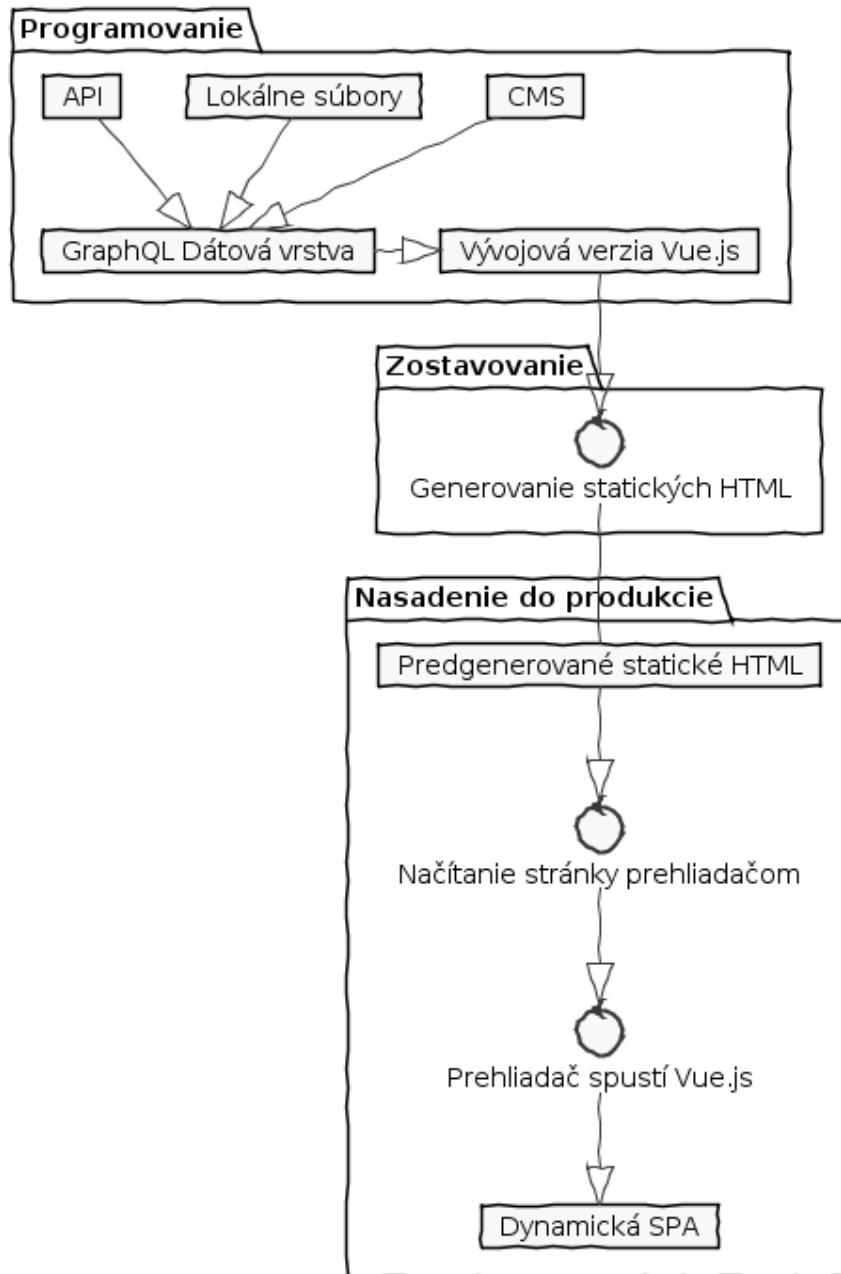 Programovanie
API
Lokálne súbory
CMS
GraphQL Dátová vrstva
Vývojová verzia Vue.js
Zostavovanie
Generovanie statických HTML
Nasadenie do produkcie
Predgenerované statické HTML
Načítanie stránky prehliadačom
Prehliadač spustí Vue.js
Dynamická SPA